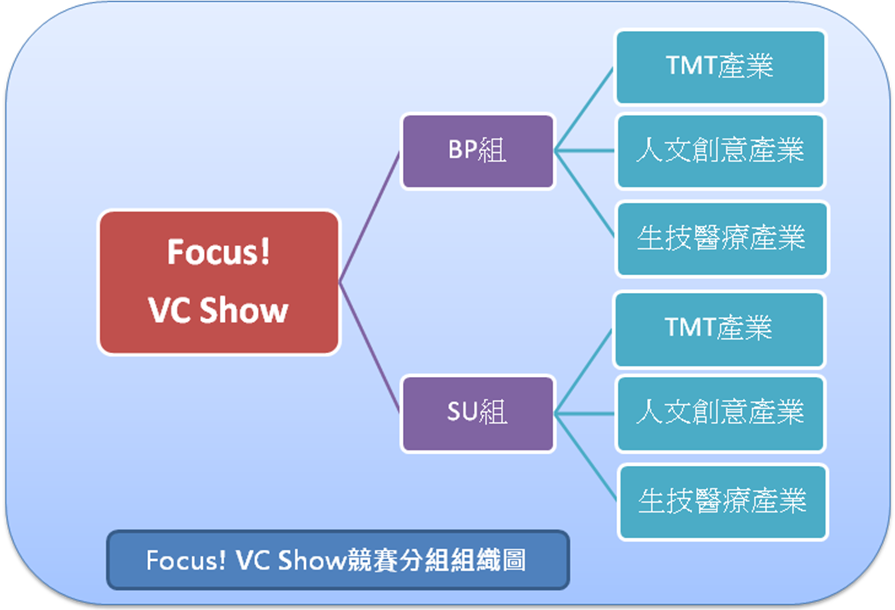 Focus!
VC Show
BP組
TMT產業
人文創意產業
生技醫療產業
SU組
TMT產業
人文創意產業
生技醫療產業
Focus! VC Show競賽分組組織圖